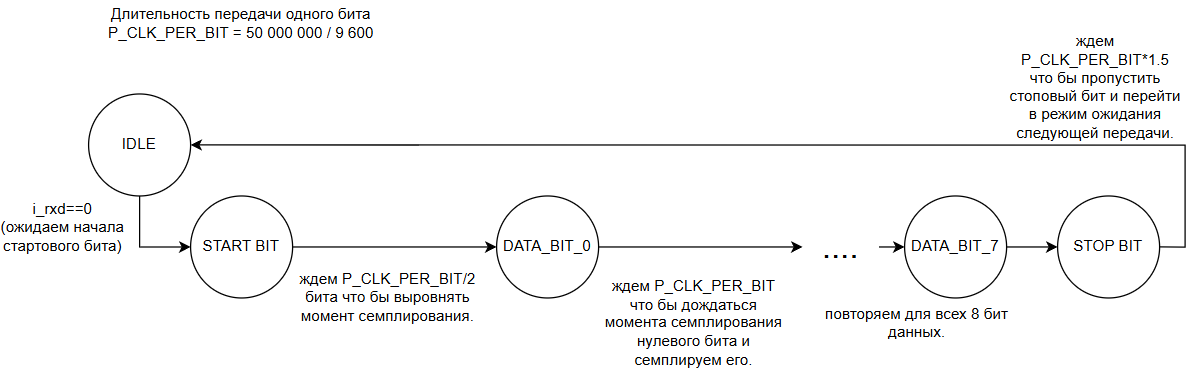 Длительность передачи одного бита
P_CLK_PER_BIT = 50 000 000 / 9 600
ждем
P_CLK_PER_BIT*1.5
что бы пропустить
стоповый бит и перейти
в режим ожидания
следующей передачи.
IDLE
i_rxd==0
(ожидаем начала
стартового бита)
START BIT
ждем P_CLK_PER_BIT/2
бита что бы выровнять
момент семплирования.
DATA_BIT_0
ждем P_CLK_PER_BIT
что бы дождаться
момента семплирования
нулевого бита и
семплируем его.
....
DATA_BIT_7
повторяем для всех 8 бит
данных.
STOP BIT